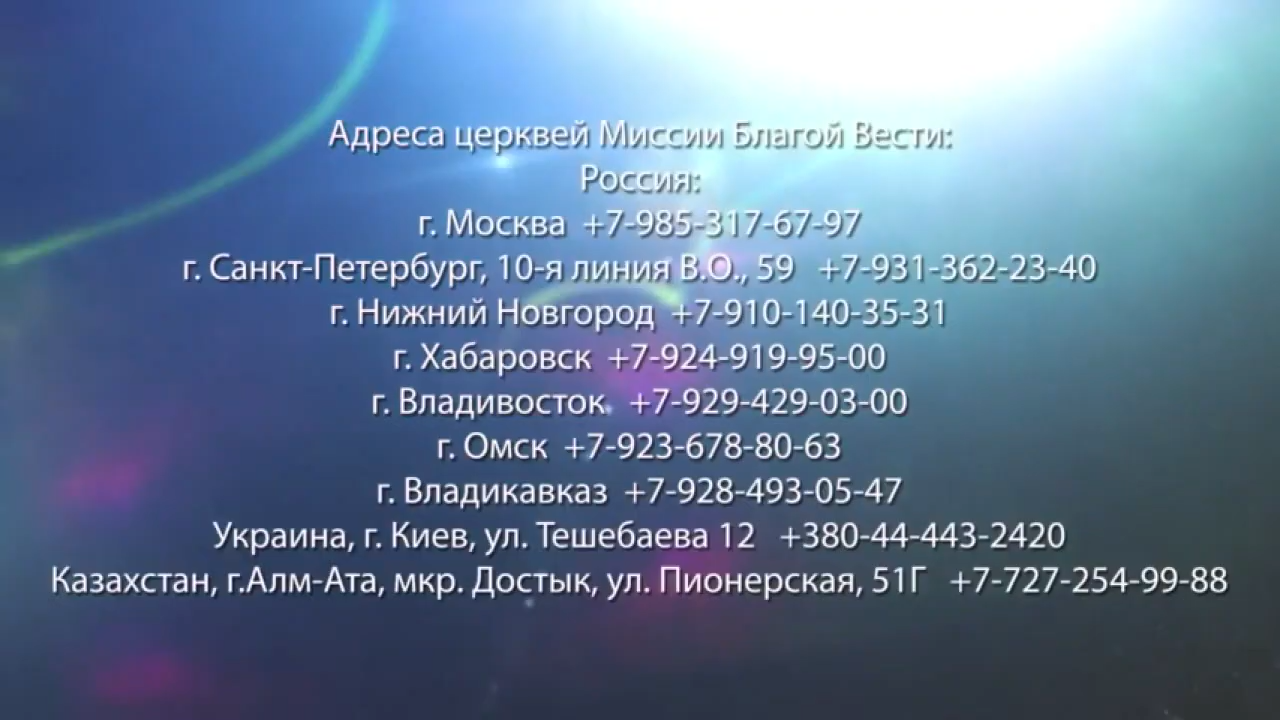 Адреса церквей Миссии Благой Вести:
Россия:
г. Москва +7-985-317-67-97
г. Санкт-Петербург, 10-я линия В.О., 59 +7-931-362-23-40
г. Нижний Новгород +7-910-140-35-31
г. Хабаровск +7-924-919-95-00
г. Владивосток +7-929-429-03-00
г. Омск +7-923-678-80-63
г. Владикавказ +7-928-493-05-47
Украина, г. Киев, ул. Тешебаева 12 +380-44-443-2420
Казахстан, г.Алм-Ата, мкр. Достык, ул. Пионерская, 51Г +7-727-254-99-88